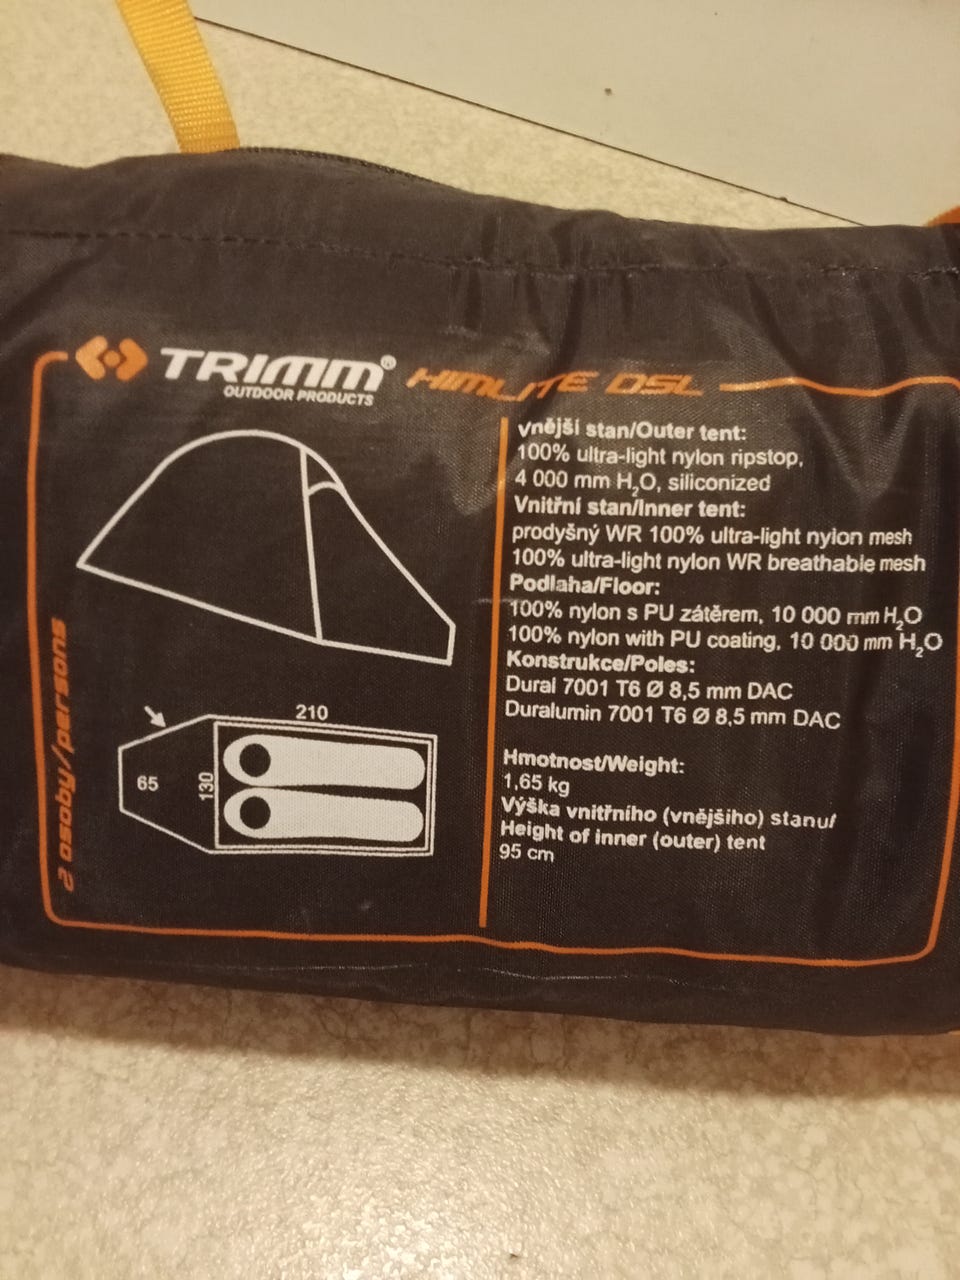 TRIMM®
OUTDOOR PRODUCTS
HIMLITE DSL
vnější stan/Outer tent:
100% ultra-light nylon ripstop,
4 000 mm H₂O, siliconized
Vnitřní stan/Inner tent:
prodyšný WR 100% ultra-light nylon mesh
100% ultra-light nylon WR breathable mesh
Podlaha/Floor:
100% nylon s PU zátěrem, 10 000 mm H₂O
100% nylon with PU coating, 10 000 mm H₂O
Konstrukce/Poles:
Dural 7001 T6 Ø 8,5 mm DAC
Duralumin 7001 T6 Ø 8,5 mm DAC
Hmotnost/Weight:
1,65 kg
Výška vnitřního (vnějšího) stanu/
Height of inner (outer) tent
95 cm
2 osoby/persons
210
65
130